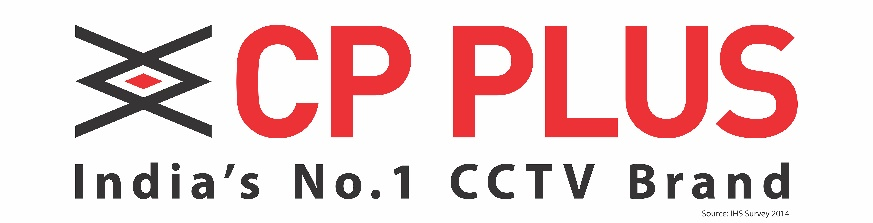 CP PLUS
India's No.1 CCTV Brand
Source: IHS Survey 2014